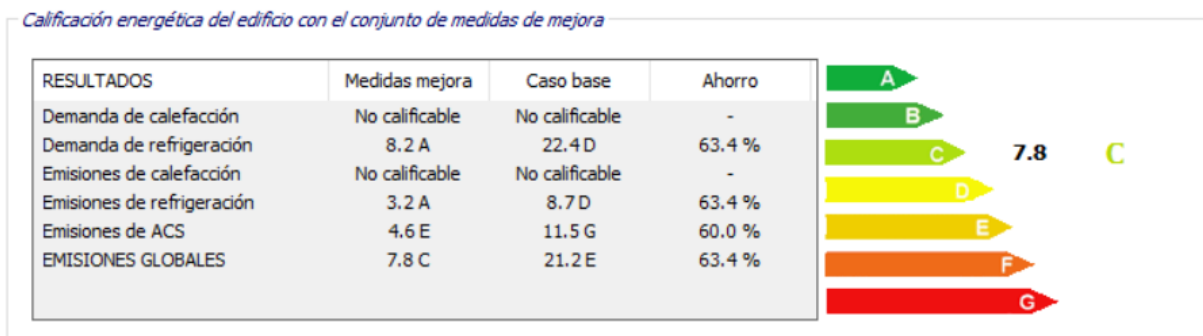 Calificación energética del edificio con el conjunto de medidas de mejora
RESULTADOS Medidas mejora Caso base Ahorro
Demanda de calefacción No calificable No calificable -
Demanda de refrigeración 8.2 A 22.4 D 63.4 %
Emisiones de calefacción No calificable No calificable -
Emisiones de refrigeración 3.2 A 8.7 D 63.4 %
Emisiones de ACS 4.6 E 11.5 G 60.0 %
EMISIONES GLOBALES 7.8 C 21.2 E 63.4 %
A
B
C 7.8 C
D
E
F
G